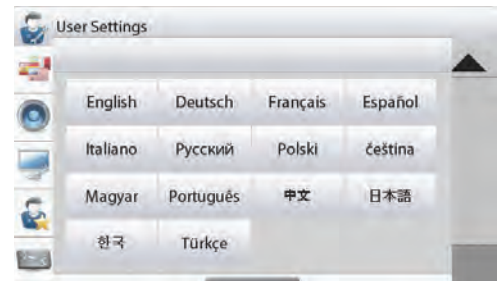 User Settings
English Deutsch Français Español
Italiano Русский Polski čeština
Magyar Português 中文 日本語
한국 Türkçe